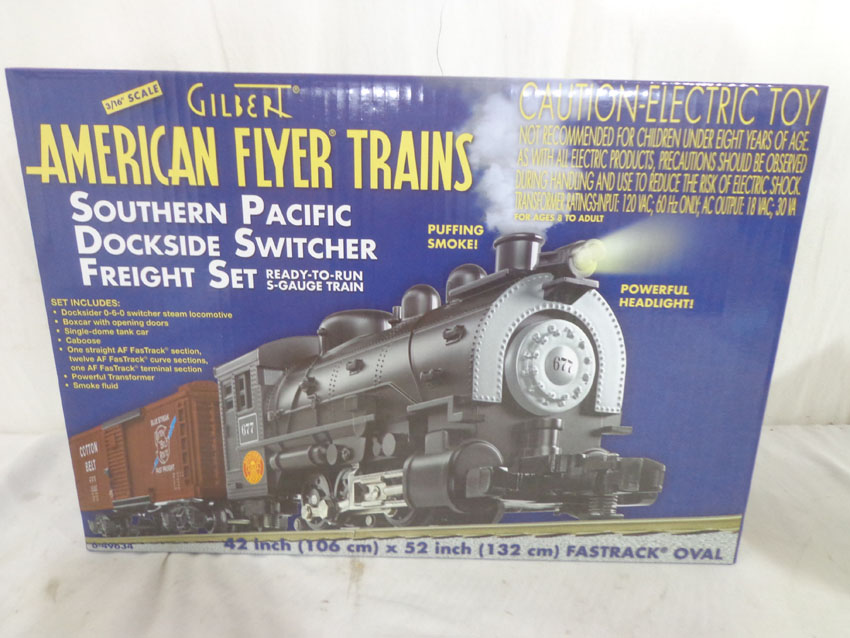 3/16" SCALE
GILBERT®
AMERICAN FLYER® TRAINS
SOUTHERN PACIFIC
DOCKSIDE SWITCHER
FREIGHT SET READY-TO-RUN
S-GAUGE TRAIN
SET INCLUDES:
• Docksider 0-6-0 switcher steam locomotive
• Boxcar with opening doors
• Single-dome tank car
• Caboose
• One straight AF FasTrack® section,
twelve AF FasTrack® curve sections,
one AF FasTrack® terminal section
• Powerful Transformer
• Smoke fluid
CAUTION-ELECTRIC TOY
NOT RECOMMENDED FOR CHILDREN UNDER EIGHT YEARS OF AGE.
AS WITH ALL ELECTRIC PRODUCTS, PRECAUTIONS SHOULD BE OBSERVED
DURING HANDLING AND USE TO REDUCE THE RISK OF ELECTRIC SHOCK.
TRANSFORMER RATINGS-INPUT: 120 VAC; 60 Hz ONLY; AC OUTPUT: 18 VAC; 30 VA
FOR AGES 8 TO ADULT
PUFFING
SMOKE!
POWERFUL
HEADLIGHT!
677
677
COTTON
BELT
BLUE STREAK
FAST FREIGHT
6-49634
42 inch (106 cm) x 52 inch (132 cm) FASTRACK® OVAL